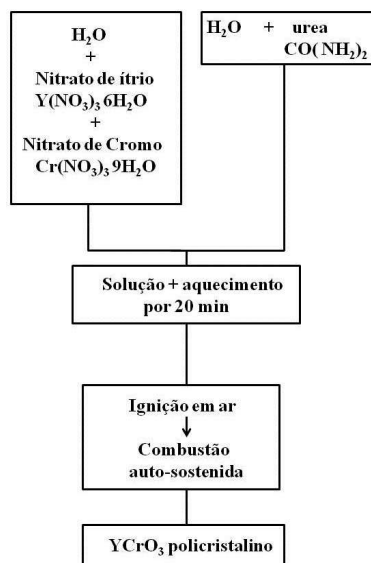 H₂O
+
Nitrato de ítrio
Y(NO₃)₃ 6H₂O
+
Nitrato de Cromo
Cr(NO₃)₃ 9H₂O
H₂O + urea
CO( NH₂)₂
Solução + aquecimento
por 20 min
Ignição em ar
Combustão
auto-sostenida
YCrO₃ policristalino